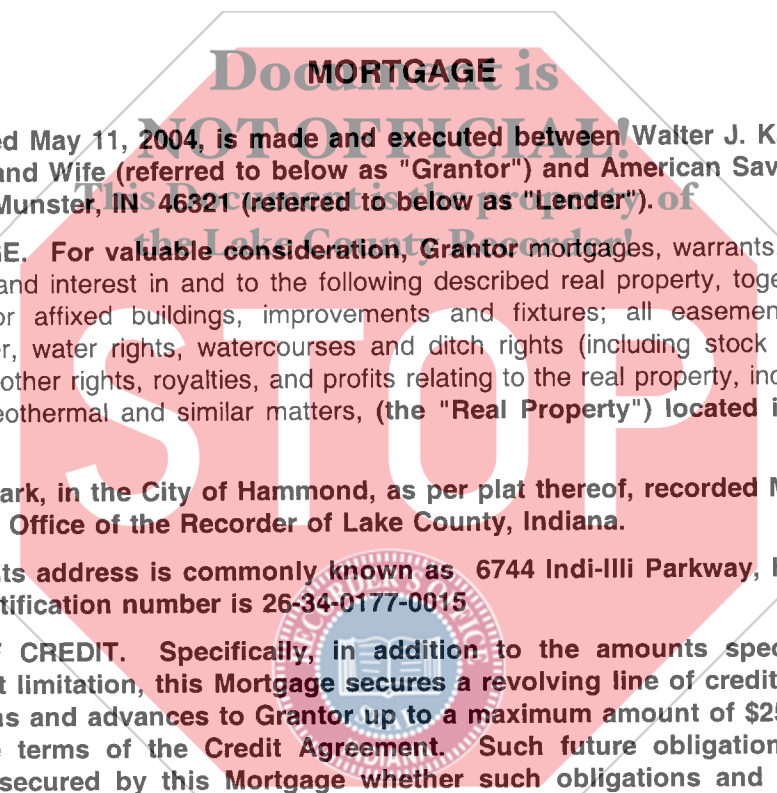 Document is
MORTGAGE
ed May 11, 2004, is made and executed between Walter J. K
NOT OFFICIAL!
and Wife (referred to below as "Grantor") and American Sav
This Document is the property of
Munster, IN 46321 (referred to below as "Lender").
the Lake County Recorder!
GE. For valuable consideration, Grantor mortgages, warrants
and interest in and to the following described real property, toge
or affixed buildings, improvements and fixtures; all easemen
r, water rights, watercourses and ditch rights (including stock
other rights, royalties, and profits relating to the real property, inc
eothermal and similar matters, (the "Real Property") located i
STOP
ark, in the City of Hammond, as per plat thereof, recorded M
Office of the Recorder of Lake County, Indiana.
ts address is commonly known as 6744 Indi-Illi Parkway, H
tification number is 26-34-0177-0015
F CREDIT. Specifically, in addition to the amounts spec
t limitation, this Mortgage secures a revolving line of credit
ns and advances to Grantor up to a maximum amount of $25
e terms of the Credit Agreement. Such future obligation
secured by this Mortgage whether such obligations and